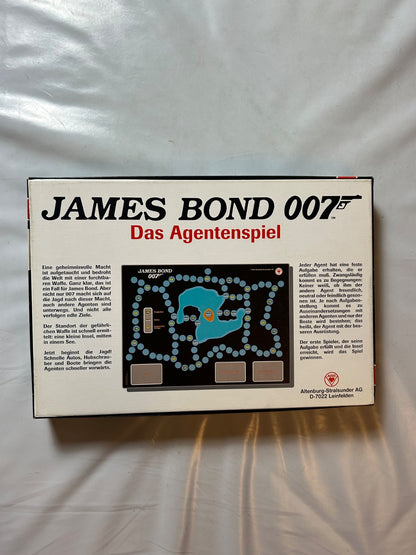 JAMES BOND 007
Das Agentenspiel
Eine geheimnisvolle Macht
ist aufgetaucht und bedroht
die Welt mit einer furchtba-
ren Waffe. Ganz klar, das ist
ein Fall für James Bond. Aber
nicht nur 007 macht sich auf
die Jagd nach dieser Macht,
auch andere Agenten sind
unterwegs. Und nicht alle
verfolgen edle Ziele.
Der Standort der gefährli-
chen Waffe ist schnell ermit-
telt: eine kleine Insel, mitten
in einem See.
Jetzt beginnt die Jagd!
Schnelle Autos, Hubschrau-
ber und Boote bringen die
Agenten schneller vorwärts.
JAMES BOND
007
Jeder Agent hat eine feste
Aufgabe erhalten, die er
erfüllen muß. Zwangsläufig
kommt es zu Begegnungen:
Keiner weiß, ob ihm der
andere Agent freundlich,
neutral oder feindlich geson-
nen ist. Je nach Aufgaben-
stellung kommt es zu
Auseinandersetzungen mit
anderen Agenten und nur der
Beste wird bestehen; das
heißt, der Agent mit der bes-
seren Ausrüstung.
Der erste Spieler, der seine
Aufgabe erfüllt und die Insel
erreicht, wird das Spiel
gewinnen.
Altenburg-Stralsunder AG
D-7022 Leinfelden